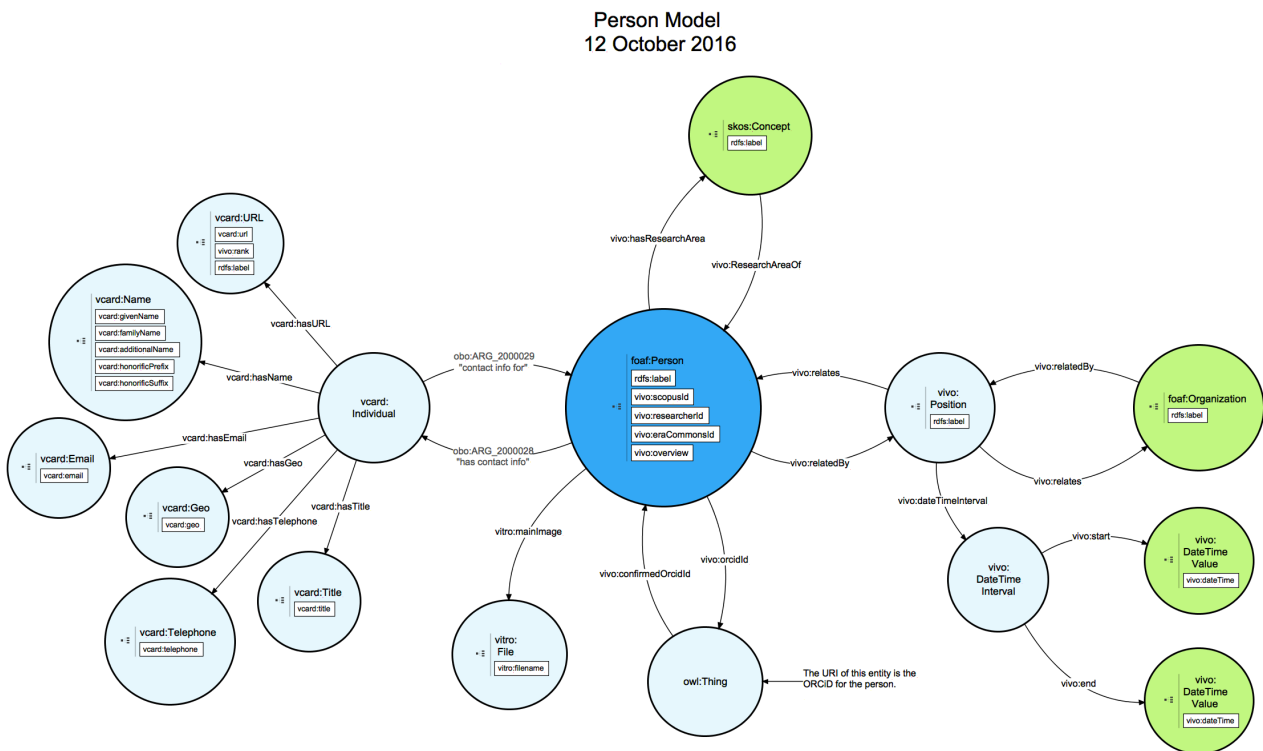 Person Model
12 October 2016
skos:Concept
rdfs:label
vivo:hasResearchArea
vivo:ResearchAreaOf
vcard:URL
vcard:url
vivo:rank
rdfs:label
vcard:Name
vcard:givenName
vcard:familyName
vcard:additionalName
vcard:honorificPrefix
vcard:honorificSuffix
vcard:hasURL
vcard:hasName
vcard:
Individual
obo:ARG_2000029
"contact info for"
obo:ARG_2000028
"has contact info"
foaf:Person
rdfs:label
vivo:scopusId
vivo:researcherId
vivo:eraCommonsId
vivo:overview
vivo:relates
vivo:relatedBy
vivo:
Position
rdfs:label
vivo:relatedBy
vivo:relates
foaf:Organization
rdfs:label
vcard:hasEmail
vcard:Email
vcard:email
vcard:hasGeo
vcard:Geo
vcard:geo
vcard:hasTelephone
vcard:hasTitle
vcard:Telephone
vcard:telephone
vcard:Title
vcard:title
vitro:mainImage
vitro:
File
vitro:filename
vivo:confirmedOrcidId
vivo:orcidId
owl:Thing
The URI of this entity is the
ORCiD for the person.
vivo:dateTimeInterval
vivo:
DateTime
Interval
vivo:start
vivo:
DateTime
Value
vivo:dateTime
vivo:end
vivo:
DateTime
Value
vivo:dateTime